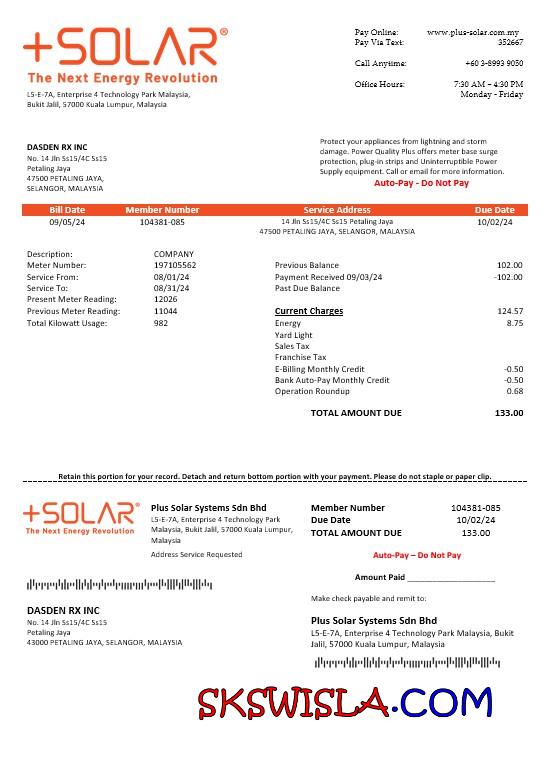 +SOLAR®
The Next Energy Revolution
L5-E-7A, Enterprise 4 Technology Park Malaysia,
Bukit Jalil, 57000 Kuala Lumpur, Malaysia
Pay Online: www.plus-solar.com.my
Pay Via Text: 352667
Call Anytime: +60 3-8993 9050
Office Hours: 7:30 AM – 4:30 PM
Monday - Friday
DASDEN RX INC
No. 14 Jln Ss15/4C Ss15
Petaling Jaya
47500 PETALING JAYA,
SELANGOR, MALAYSIA
Protect your appliances from lightning and storm
damage. Power Quality Plus offers meter base surge
protection, plug-in strips and Uninterruptible Power
Supply equipment. Call or email for more information.
Auto-Pay - Do Not Pay
Bill Date Member Number Service Address Due Date
09/05/24 104381-085 14 Jln Ss15/4C Ss15 Petaling Jaya 10/02/24
47500 PETALING JAYA, SELANGOR, MALAYSIA
Description: COMPANY
Meter Number: 197105562
Service From: 08/01/24
Service To: 08/31/24
Present Meter Reading: 12026
Previous Meter Reading: 11044
Total Kilowatt Usage: 982
Previous Balance 102.00
Payment Received 09/03/24 -102.00
Past Due Balance
Current Charges 124.57
Energy 8.75
Yard Light
Sales Tax
Franchise Tax
E-Billing Monthly Credit -0.50
Bank Auto-Pay Monthly Credit -0.50
Operation Roundup 0.68
TOTAL AMOUNT DUE 133.00
Retain this portion for your record. Detach and return bottom portion with your payment. Please do not staple or paper clip.
+SOLAR®
The Next Energy Revolution
Plus Solar Systems Sdn Bhd
L5-E-7A, Enterprise 4 Technology Park
Malaysia, Bukit Jalil, 57000 Kuala Lumpur,
Malaysia
Address Service Requested
Member Number 104381-085
Due Date 10/02/24
TOTAL AMOUNT DUE 133.00
Auto-Pay – Do Not Pay
Amount Paid ____________________
DASDEN RX INC
No. 14 Jln Ss15/4C Ss15
Petaling Jaya
43000 PETALING JAYA, SELANGOR, MALAYSIA
Make check payable and remit to:
Plus Solar Systems Sdn Bhd
L5-E-7A, Enterprise 4 Technology Park Malaysia, Bukit
Jalil, 57000 Kuala Lumpur, Malaysia
SKSWISLA.COM